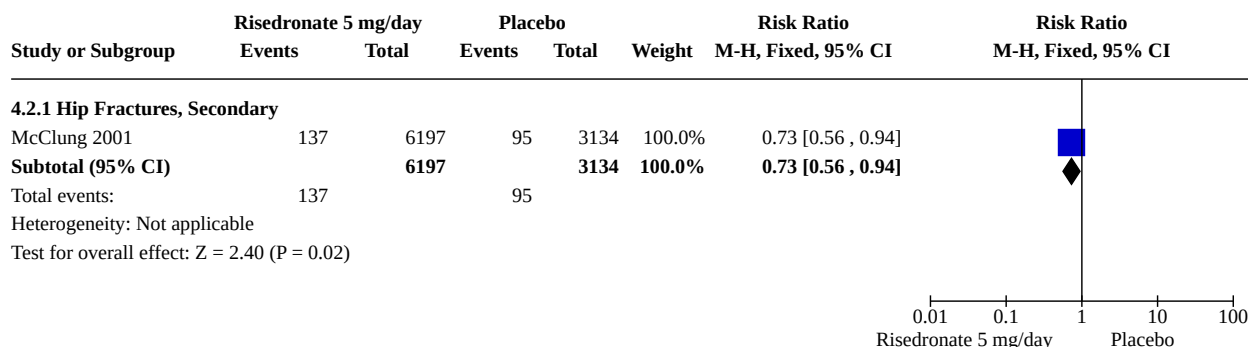 Risedronate 5 mg/day Placebo Risk Ratio Risk Ratio
Study or Subgroup Events Total Events Total Weight M-H, Fixed, 95% CI M-H, Fixed, 95% CI
4.2.1 Hip Fractures, Secondary
McClung 2001 137 6197 95 3134 100.0% 0.73 [0.56 , 0.94]
Subtotal (95% CI) 6197 3134 100.0% 0.73 [0.56 , 0.94]
Total events: 137 95
Heterogeneity: Not applicable
Test for overall effect: Z = 2.40 (P = 0.02)
0.01 0.1 1 10 100
Risedronate 5 mg/day Placebo